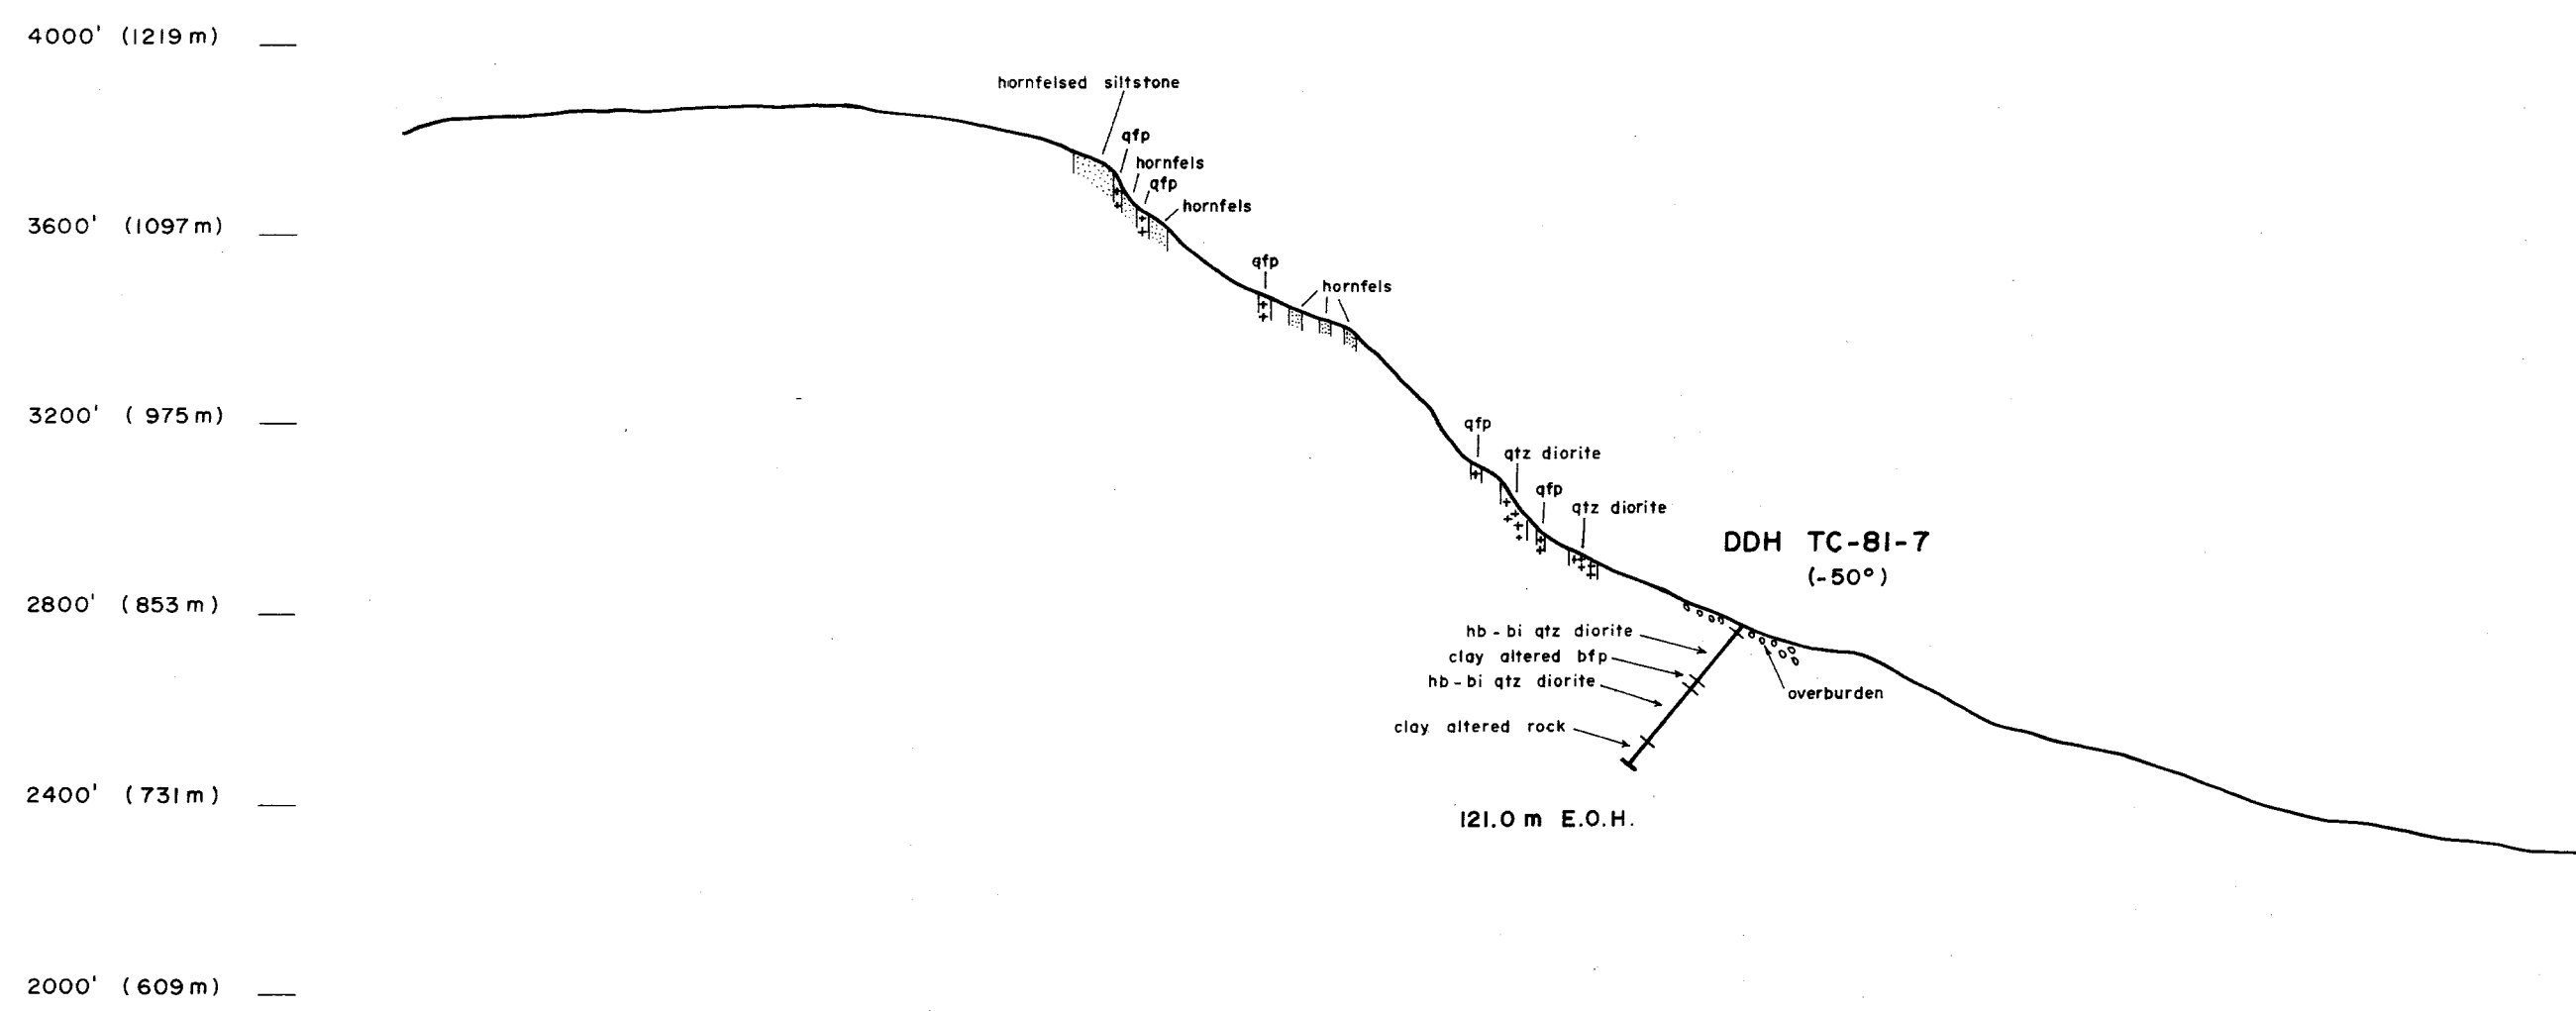 4000' (1219 m)
hornfelsed siltstone
qfp
hornfels
qfp
hornfels
3600' (1097 m)
qfp
hornfels
3200' ( 975 m)
qfp
qtz diorite
qfp
qtz diorite
DDH TC-81-7
(-50°)
2800' (853 m)
hb - bi qtz diorite
clay altered bfp
hb - bi qtz diorite
overburden
clay altered rock
2400' (731 m)
121.0 m E.O.H.
2000' (609 m)